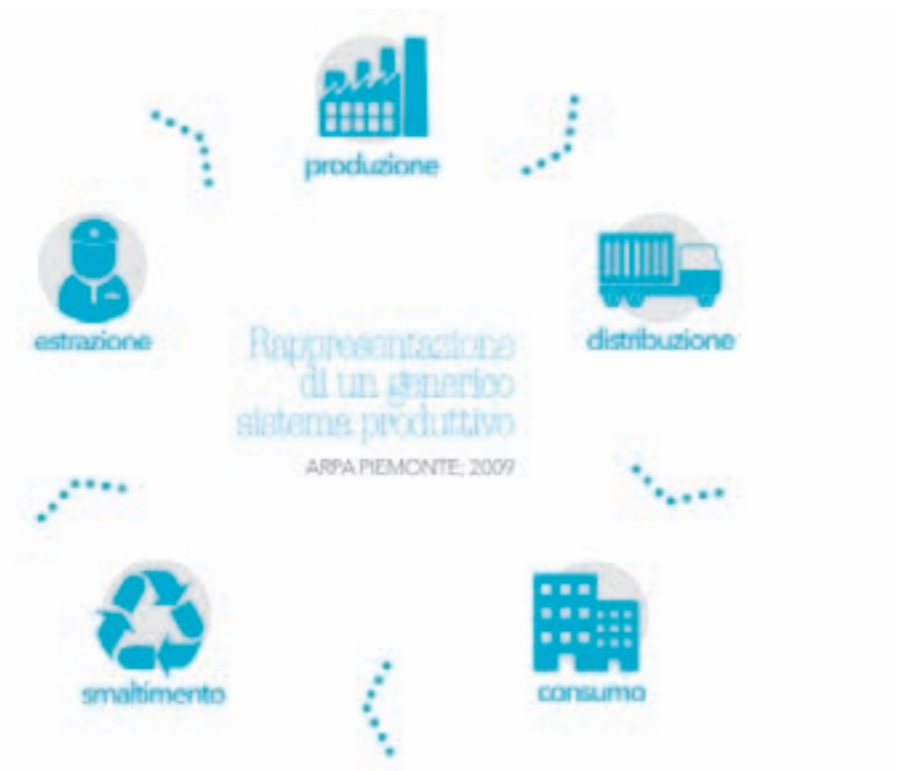 produzione
estrazione
distribuzione
Rappresentazione
di un generico
sistema produttivo
ARPA PIEMONTE; 2009
smaltimento
consumo